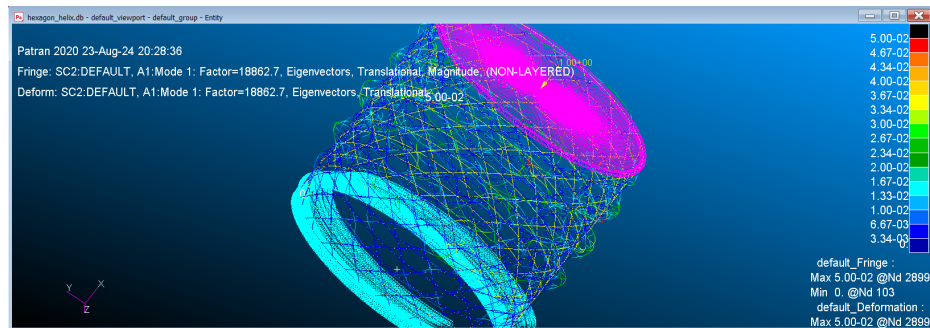 hexagon_helix.db - default_viewport - default_group - Entity
Patran 2020 23-Aug-24 20:28:36
Fringe: SC2:DEFAULT, A1:Mode 1: Factor=18862.7, Eigenvectors, Translational, Magnitude, (NON-LAYERED)
Deform: SC2:DEFAULT, A1:Mode 1: Factor=18862.7, Eigenvectors, Translational,
1.00+00
5.00-02
5.00-02
4.67-02
4.34-02
4.00-02
3.67-02
3.34-02
3.00-02
2.67-02
2.34-02
2.00-02
1.67-02
1.33-02
1.00-02
6.67-03
3.34-03
0.
default_Fringe :
Max 5.00-02 @Nd 2899
Min 0. @Nd 103
default_Deformation :
Max 5.00-02 @Nd 2899
Y
X
Z